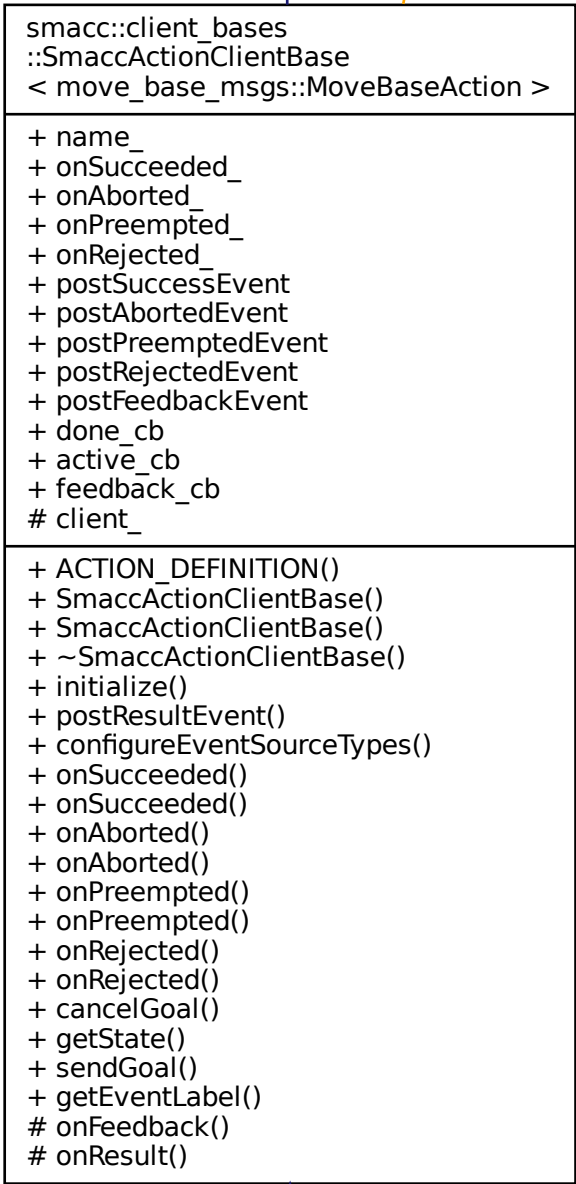 smacc::client_bases
::SmaccActionClientBase
< move_base_msgs::MoveBaseAction >
+ name_
+ onSucceeded_
+ onAborted_
+ onPreempted_
+ onRejected_
+ postSuccessEvent
+ postAbortedEvent
+ postPreemptedEvent
+ postRejectedEvent
+ postFeedbackEvent
+ done_cb
+ active_cb
+ feedback_cb
# client_
+ ACTION_DEFINITION()
+ SmaccActionClientBase()
+ SmaccActionClientBase()
+ ~SmaccActionClientBase()
+ initialize()
+ postResultEvent()
+ configureEventSourceTypes()
+ onSucceeded()
+ onSucceeded()
+ onAborted()
+ onAborted()
+ onPreempted()
+ onPreempted()
+ onRejected()
+ onRejected()
+ cancelGoal()
+ getState()
+ sendGoal()
+ getEventLabel()
# onFeedback()
# onResult()